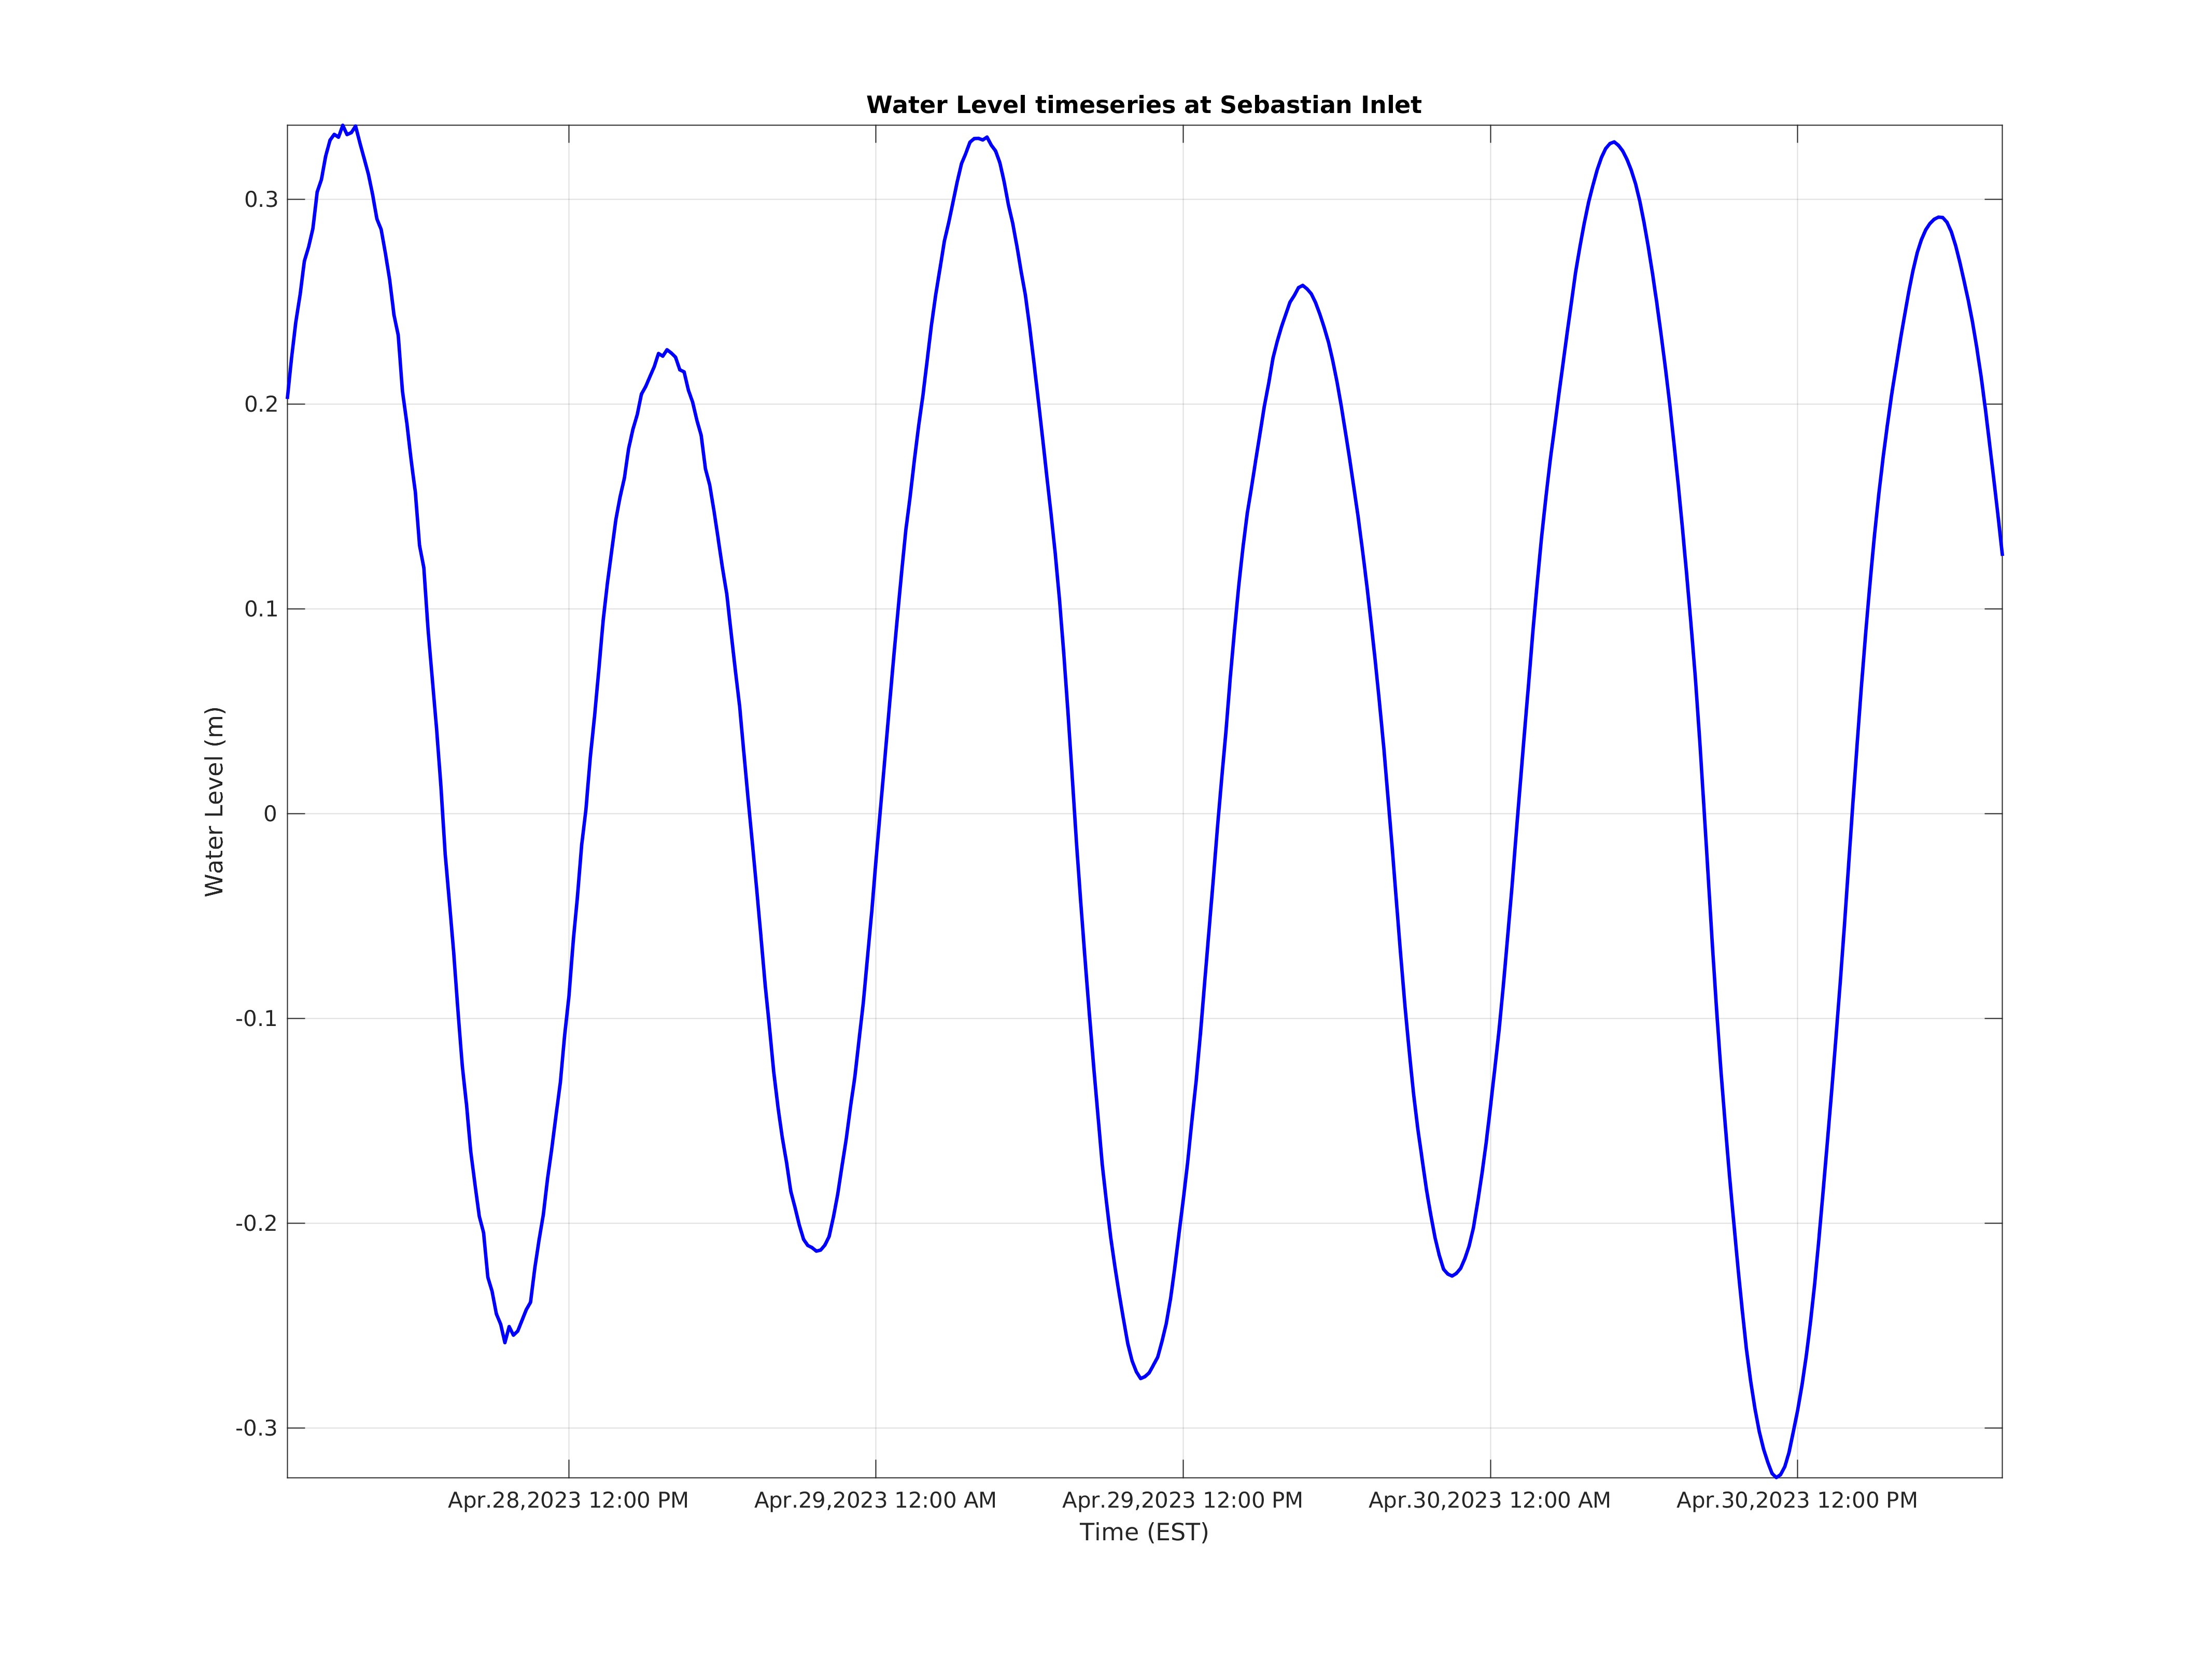 Water Level timeseries at Sebastian Inlet
0.3
0.2
0.1
0
-0.1
-0.2
-0.3
Water Level (m)
Apr.28,2023 12:00 PM Apr.29,2023 12:00 AM Apr.29,2023 12:00 PM Apr.30,2023 12:00 AM Apr.30,2023 12:00 PM
Time (EST)